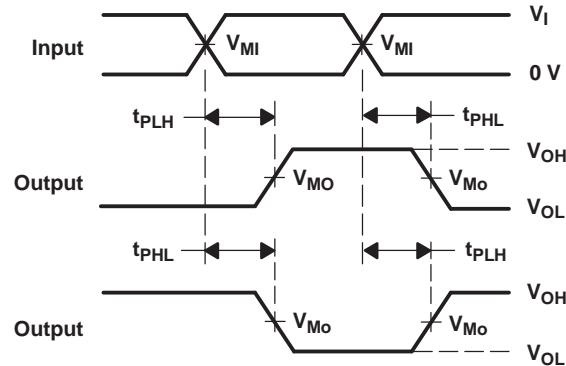 V_I
Input
V_MI
V_MI
0 V
t_PLH
t_PHL
V_OH
Output
V_MO
V_Mo
V_OL
t_PHL
t_PLH
V_OH
Output
V_Mo
V_Mo
V_OL